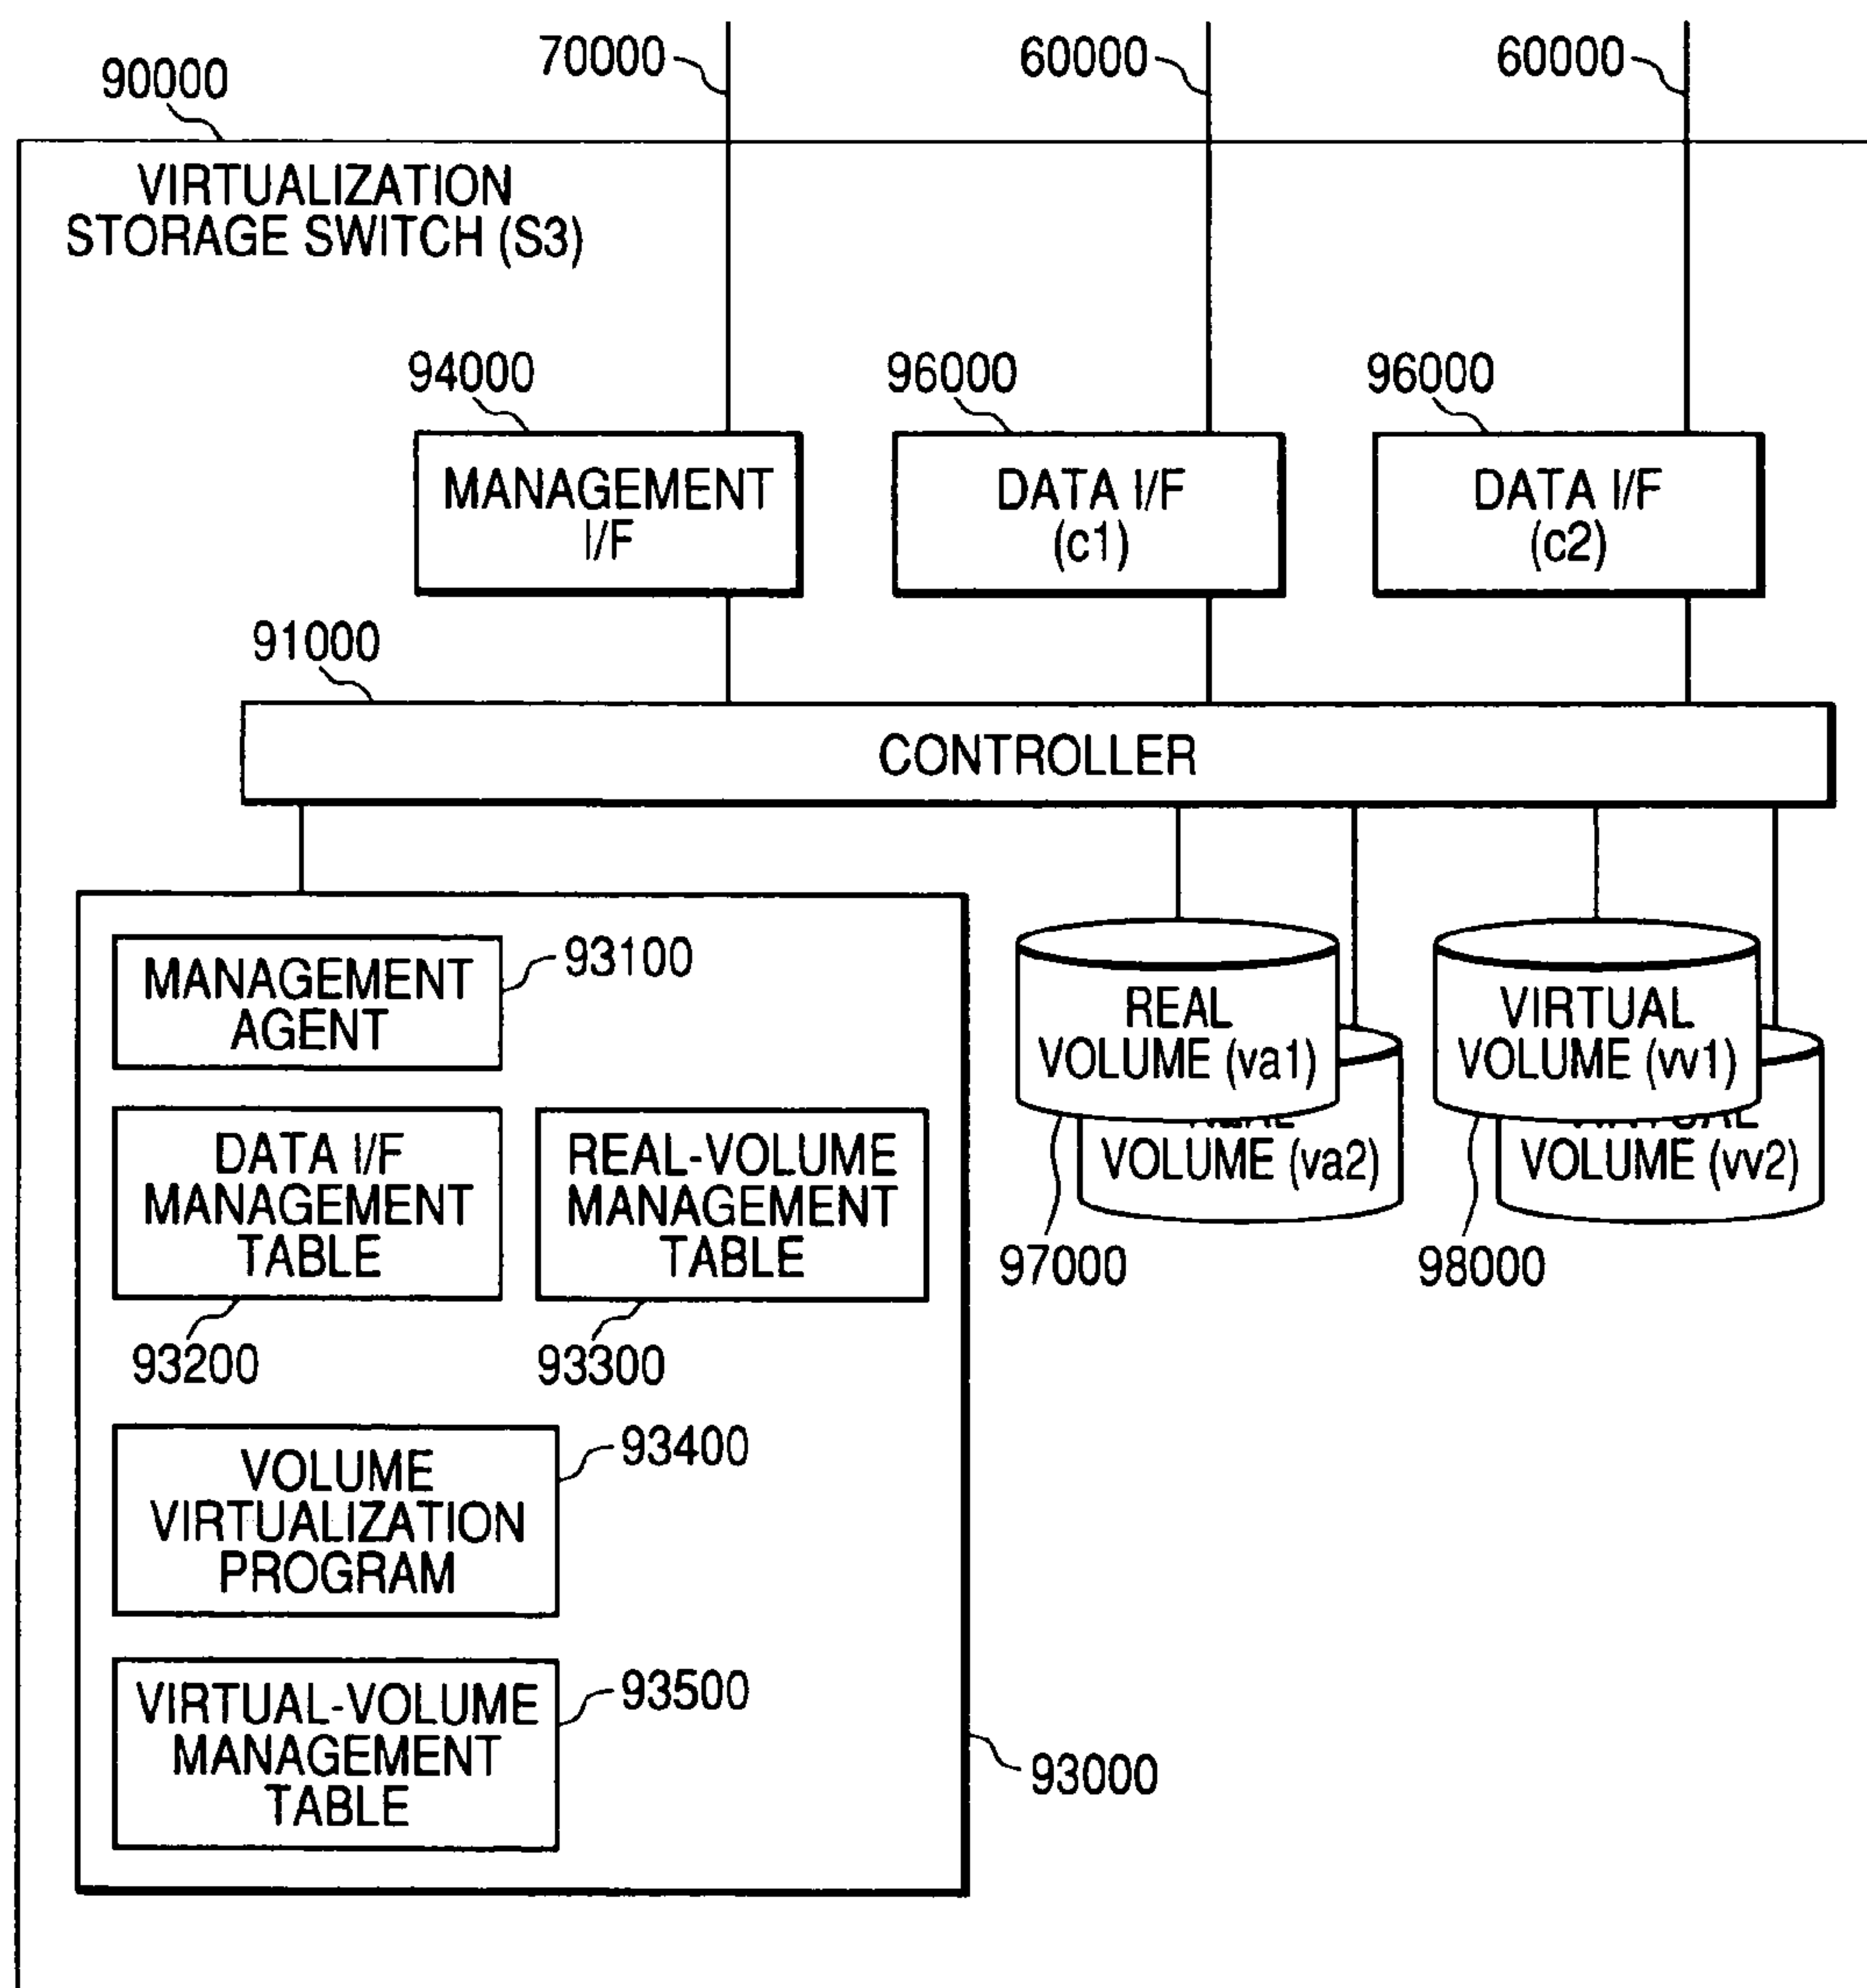 70000
60000
60000
90000
VIRTUALIZATION
STORAGE SWITCH (S3)
94000
96000
96000
MANAGEMENT
I/F
DATA I/F
(c1)
DATA I/F
(c2)
91000
CONTROLLER
MANAGEMENT
AGENT
93100
REAL
VOLUME (va1)
VIRTUAL
VOLUME (vv1)
DATA I/F
MANAGEMENT
TABLE
REAL-VOLUME
MANAGEMENT
TABLE
REAL
VOLUME (va2)
VIRTUAL
VOLUME (vv2)
97000
98000
93200
93300
VOLUME
VIRTUALIZATION
PROGRAM
93400
VIRTUAL-VOLUME
MANAGEMENT
TABLE
93500
93000